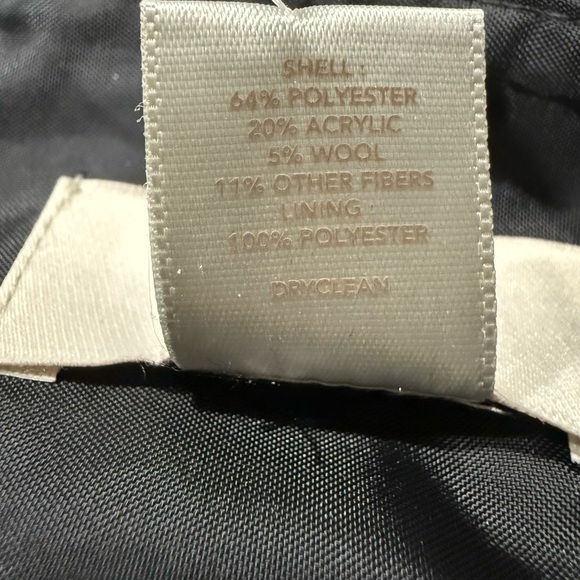 SHELL :
64% POLYESTER
20% ACRYLIC
5% WOOL
11% OTHER FIBERS
LINING :
100% POLYESTER
DRYCLEAN